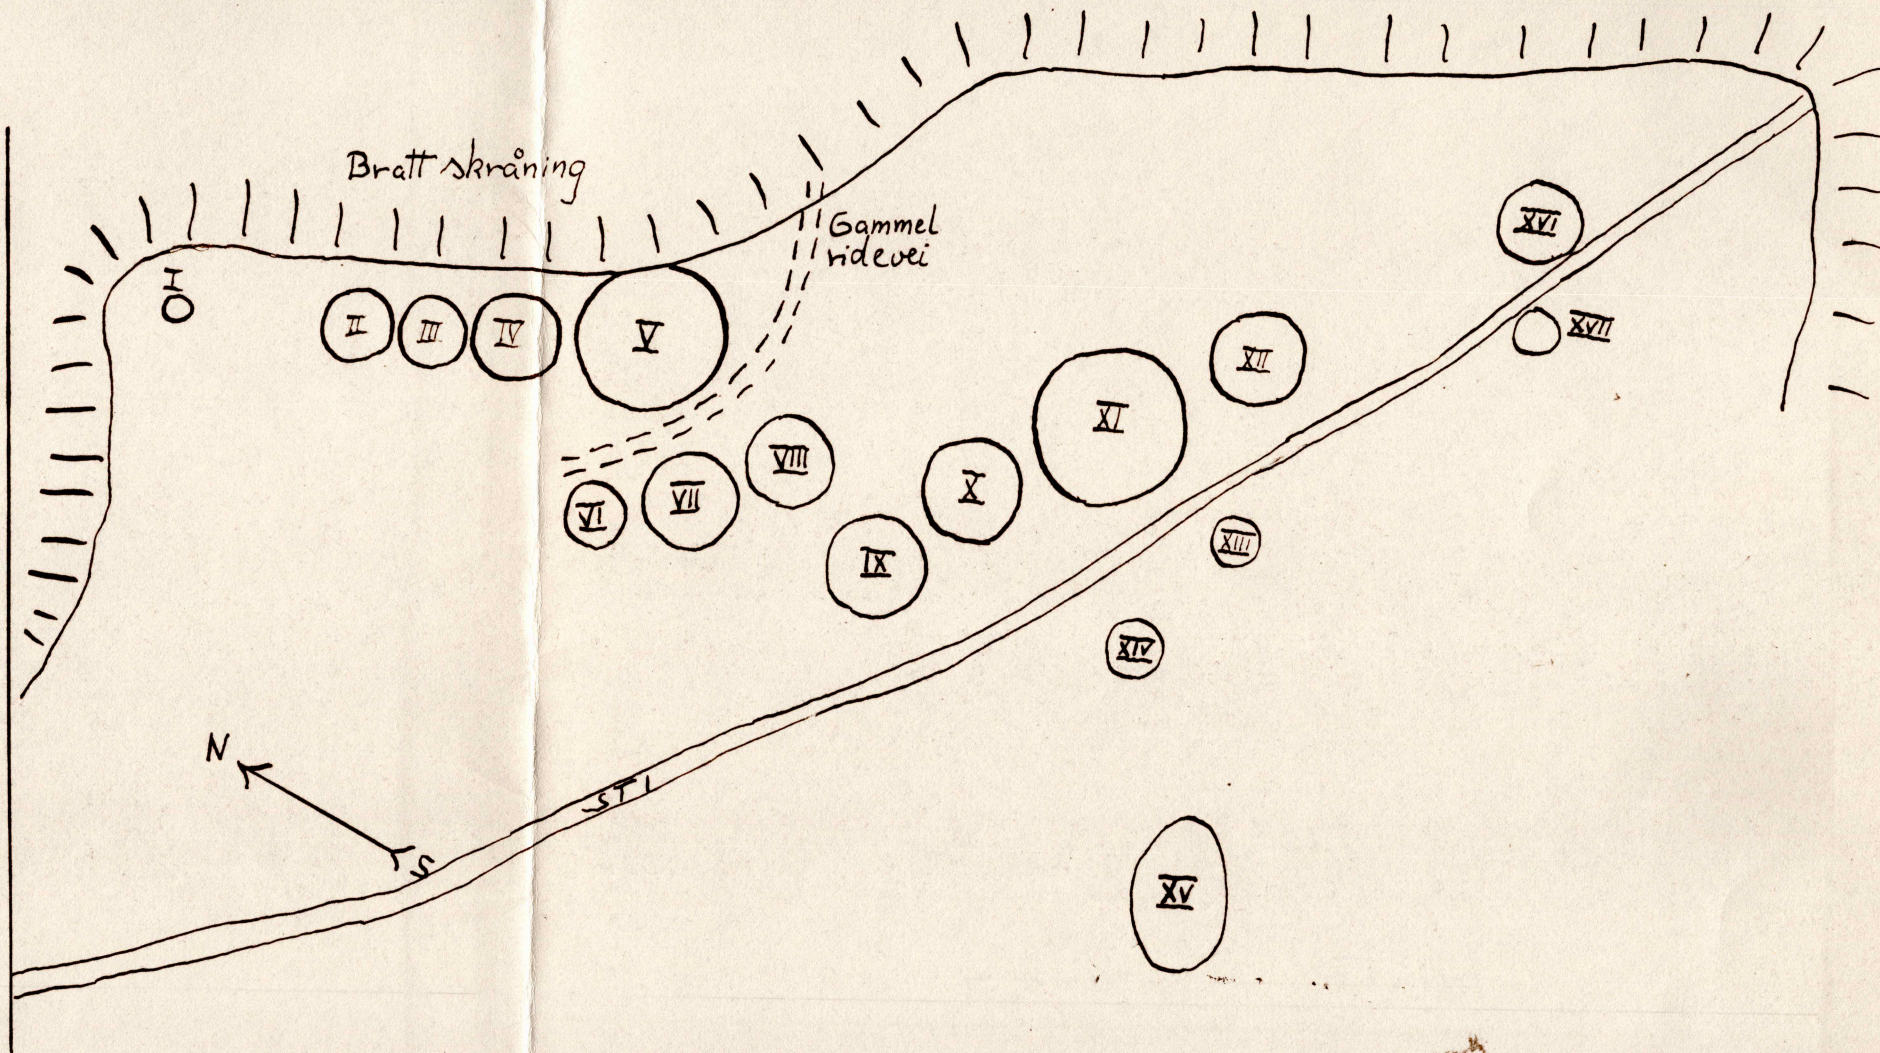 Bratt skråning
Gammel
ridevei
I
II
III
IV
V
VI
VII
VIII
IX
X
XI
XII
XIII
XIV
XV
XVI
XVII
N
S
STI